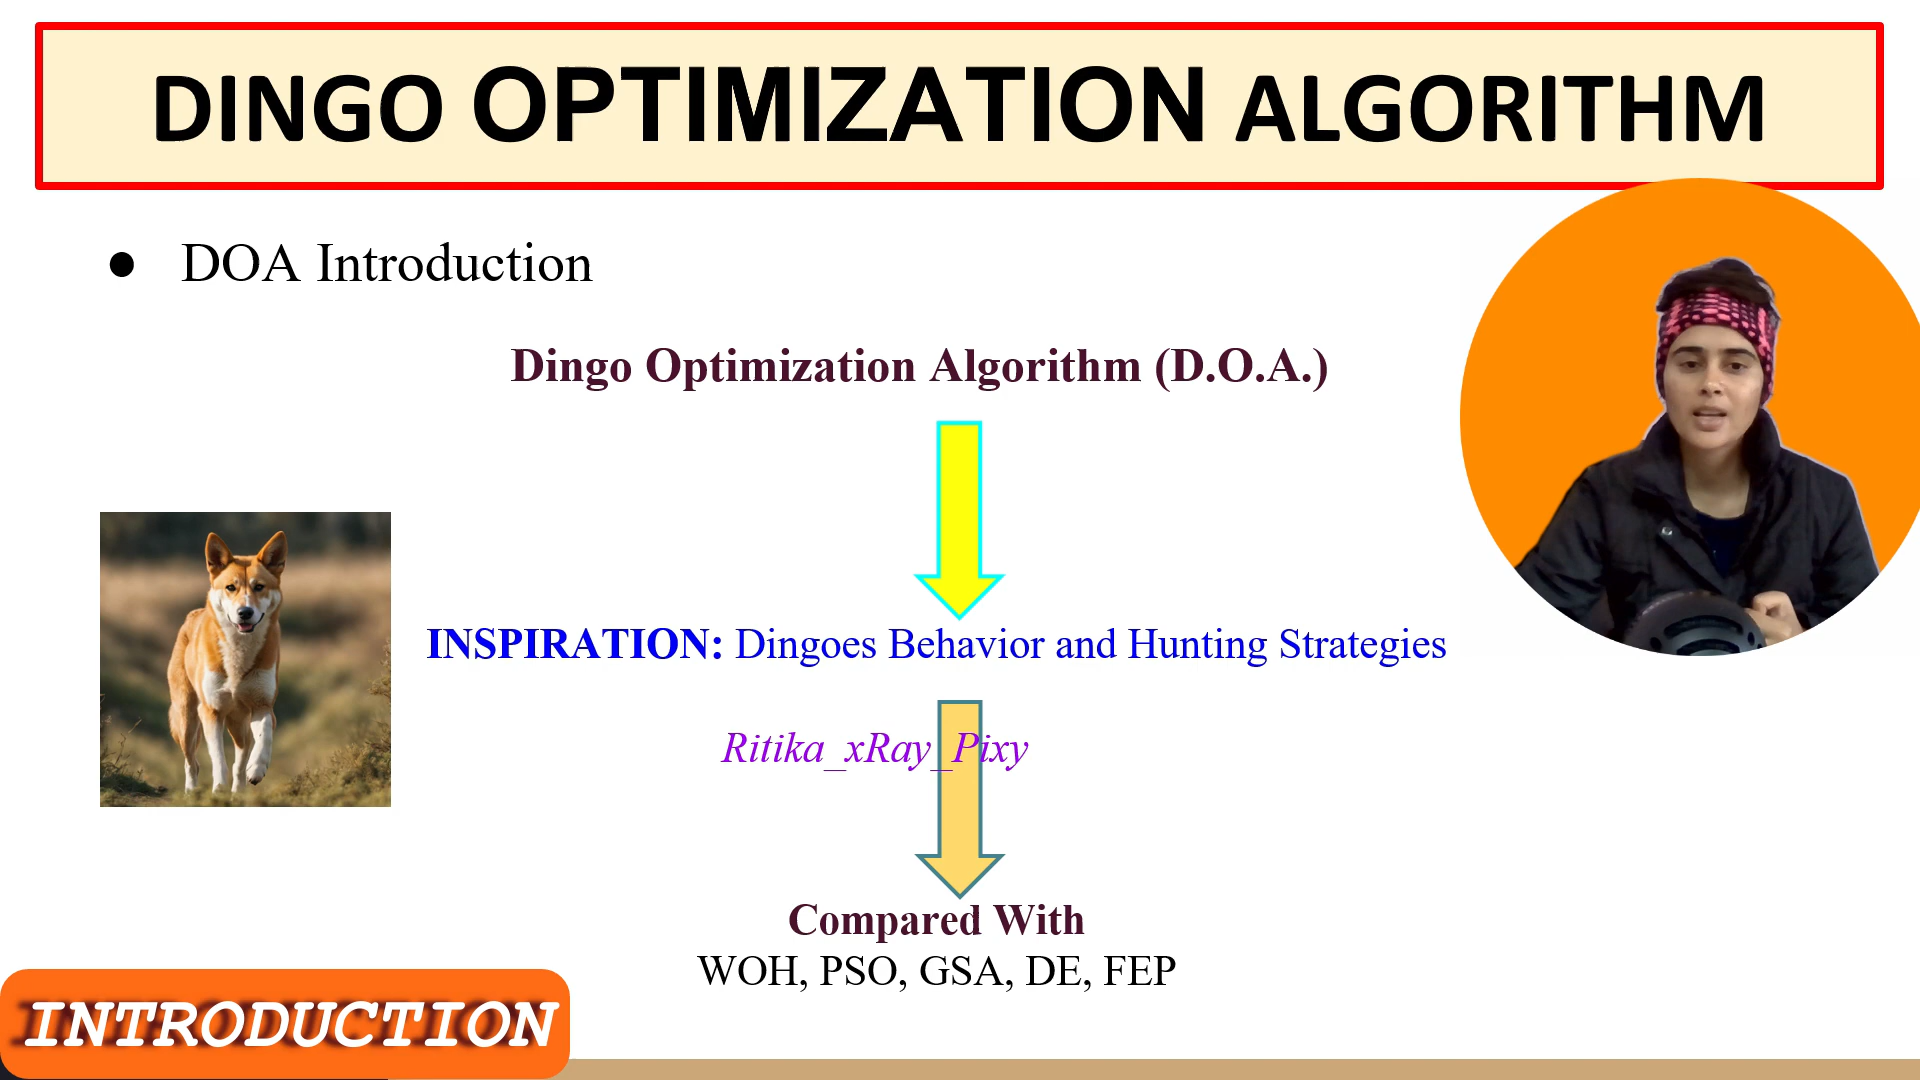 DINGO OPTIMIZATION ALGORITHM
● DOA Introduction
Dingo Optimization Algorithm (D.O.A.)
INSPIRATION: Dingoes Behavior and Hunting Strategies
Ritika_xRay_Pixy
Compared With
WOH, PSO, GSA, DE, FEP
INTRODUCTION